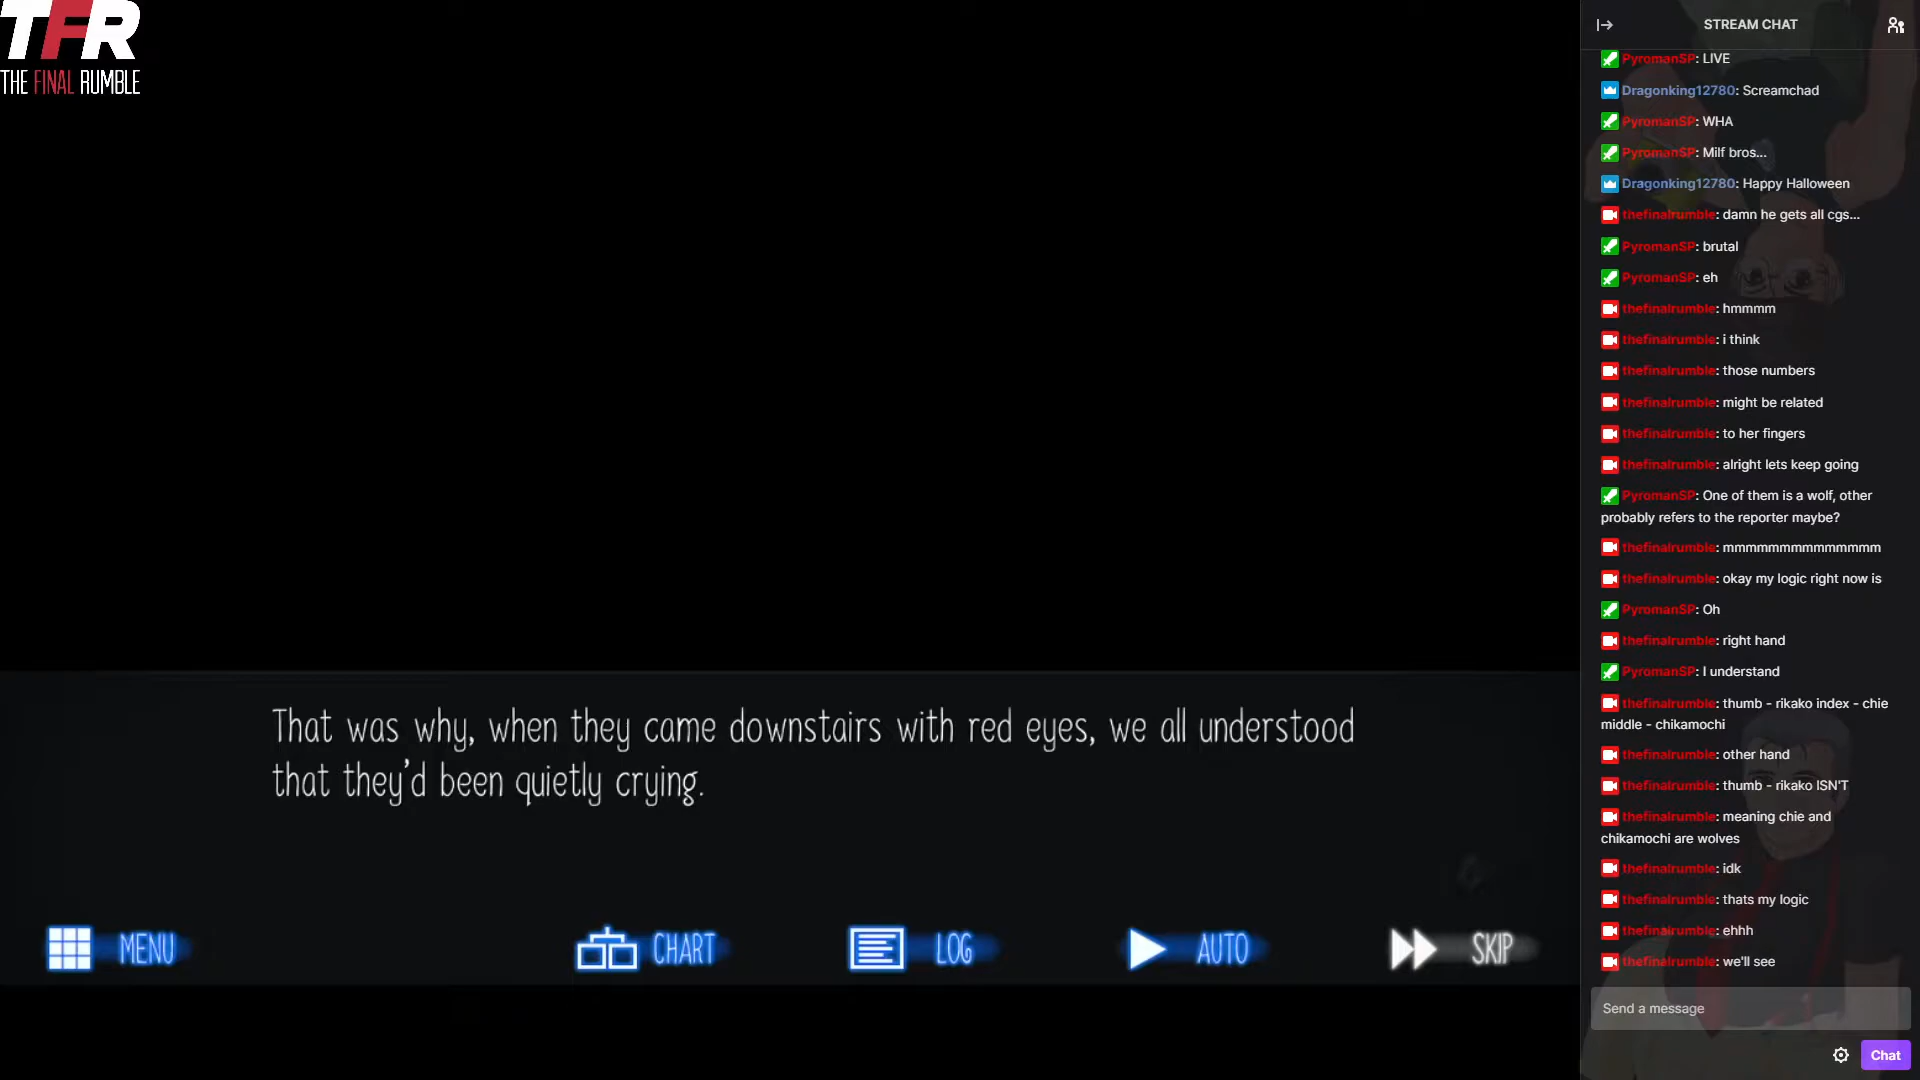 TFR
THE FINAL RUMBLE
That was why, when they came downstairs with red eyes, we all understood
that they'd been quietly crying.
MENU
CHART
LOG
AUTO
SKIP
STREAM CHAT
PyromanSP: LIVE
Dragonking12780: Screamchad
PyromanSP: WHA
PyromanSP: Milf bros...
Dragonking12780: Happy Halloween
thefinalrumble: damn he gets all cgs...
PyromanSP: brutal
PyromanSP: eh
thefinalrumble: hmmmm
thefinalrumble: i think
thefinalrumble: those numbers
thefinalrumble: might be related
thefinalrumble: to her fingers
thefinalrumble: alright lets keep going
PyromanSP: One of them is a wolf, other
probably refers to the reporter maybe?
thefinalrumble: mmmmmmmmmmmmmm
thefinalrumble: okay my logic right now is
PyromanSP: Oh
thefinalrumble: right hand
PyromanSP: I understand
thefinalrumble: thumb - rikako index - chie
middle - chikamochi
thefinalrumble: other hand
thefinalrumble: thumb - rikako ISN'T
thefinalrumble: meaning chie and
chikamochi are wolves
thefinalrumble: idk
thefinalrumble: thats my logic
thefinalrumble: ehhh
thefinalrumble: we'll see
Send a message
Chat